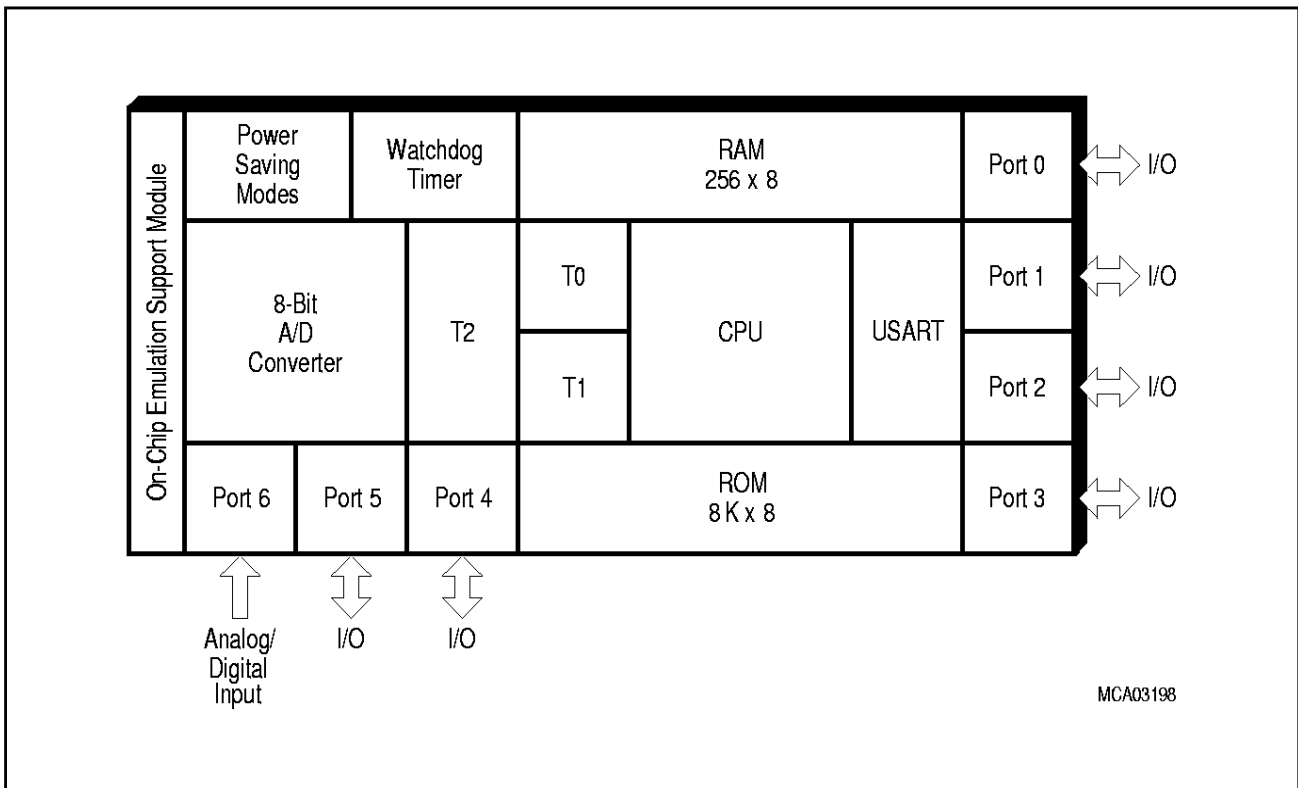 On-Chip Emulation Support Module
Power
Saving
Modes
Watchdog
Timer
RAM
256 x 8
Port 0
I/O
8-Bit
A/D
Converter
T2
T0
T1
CPU
USART
Port 1
I/O
Port 2
I/O
Port 6
Port 5
Port 4
ROM
8K x 8
Port 3
I/O
Analog/
Digital
Input
I/O
I/O
MCA03198